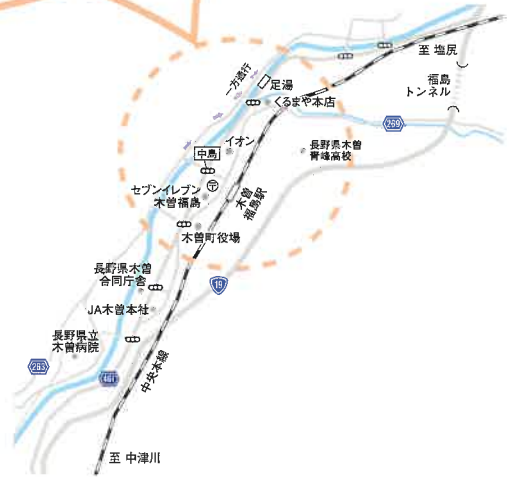 至 塩尻
福島
トンネル
一方通行
足湯
くるまや本店
269
イオン
長野県木曽
青峰高校
中島
〒
セブンイレブン
木曽福島
木曽
福島駅
木曽町役場
長野県木曽
合同庁舎
19
JA木曽本社
長野県立
木曽病院
461
中央本線
至 中津川